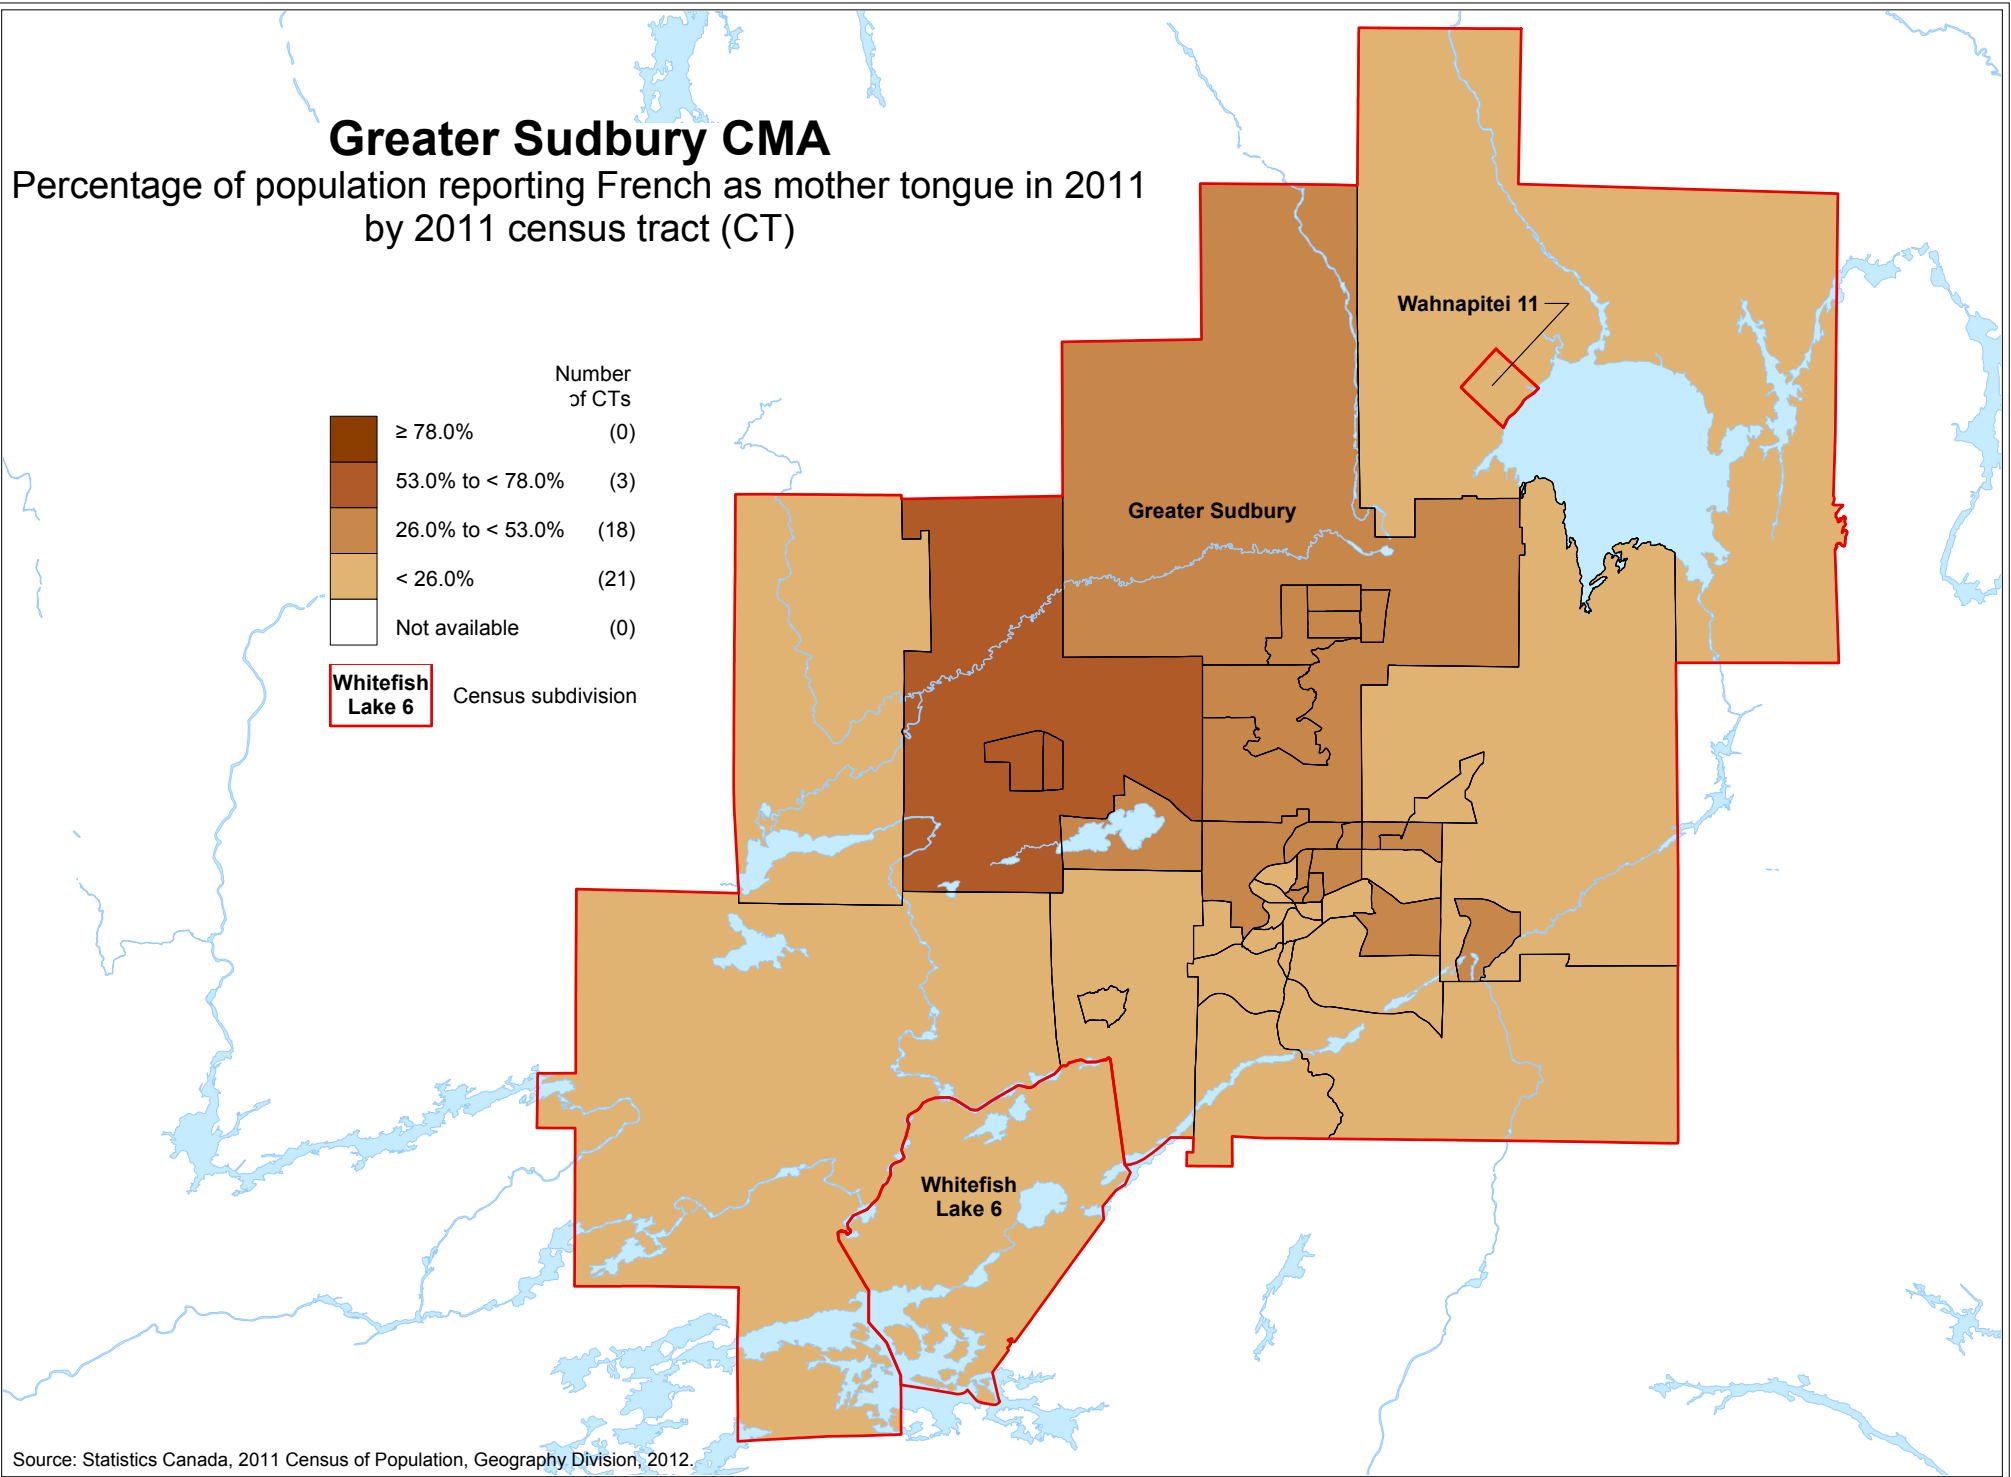 Greater Sudbury CMA
Percentage of population reporting French as mother tongue in 2011
by 2011 census tract (CT)
Number
of CTs
≥ 78.0% (0)
53.0% to < 78.0% (3)
26.0% to < 53.0% (18)
< 26.0% (21)
Not available (0)
Whitefish
Lake 6
Census subdivision
Wahnapitei 11
Greater Sudbury
Whitefish
Lake 6
Source: Statistics Canada, 2011 Census of Population, Geography Division, 2012.